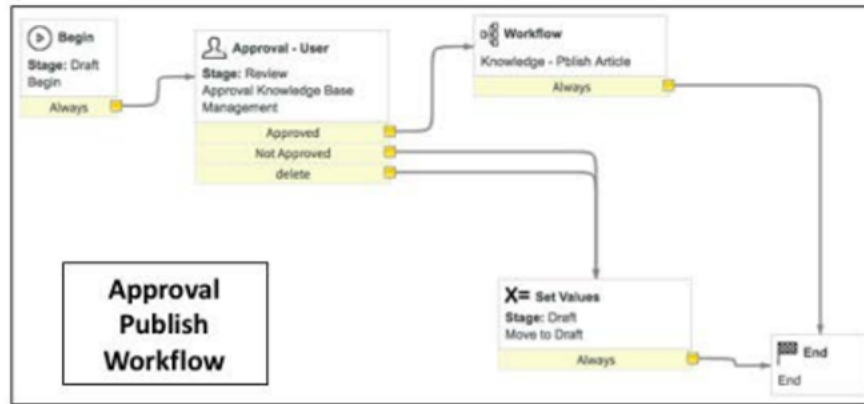 Begin
Stage: Draft
Begin
Always
Approval - User
Stage: Review
Approval Knowledge Base
Management
Approved
Not Approved
delete
Workflow
Knowledge - Pblish Article
Always
X= Set Values
Stage: Draft
Move to Draft
Always
End
End
Approval
Publish
Workflow